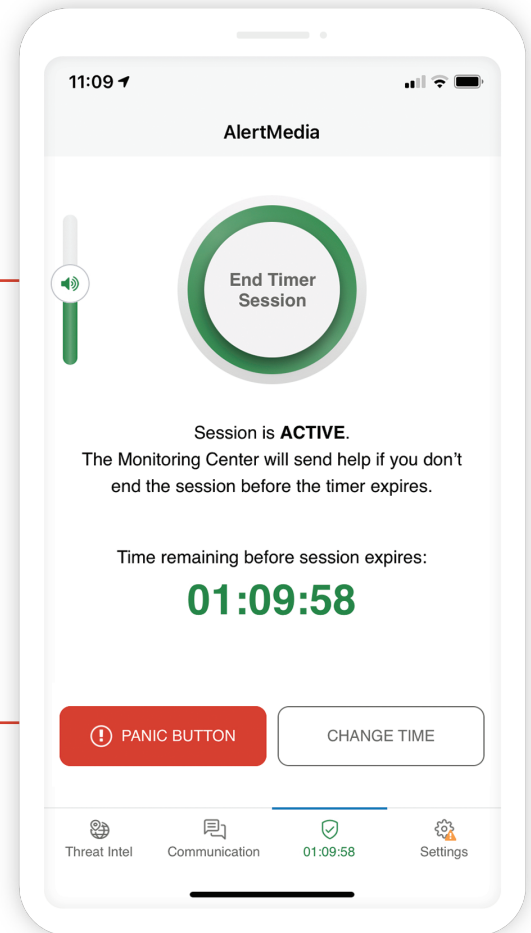 11:09
AlertMedia
End Timer
Session
Session is ACTIVE.
The Monitoring Center will send help if you don’t
end the session before the timer expires.
Time remaining before session expires:
01:09:58
PANIC BUTTON
CHANGE TIME
Threat Intel
Communication
01:09:58
Settings